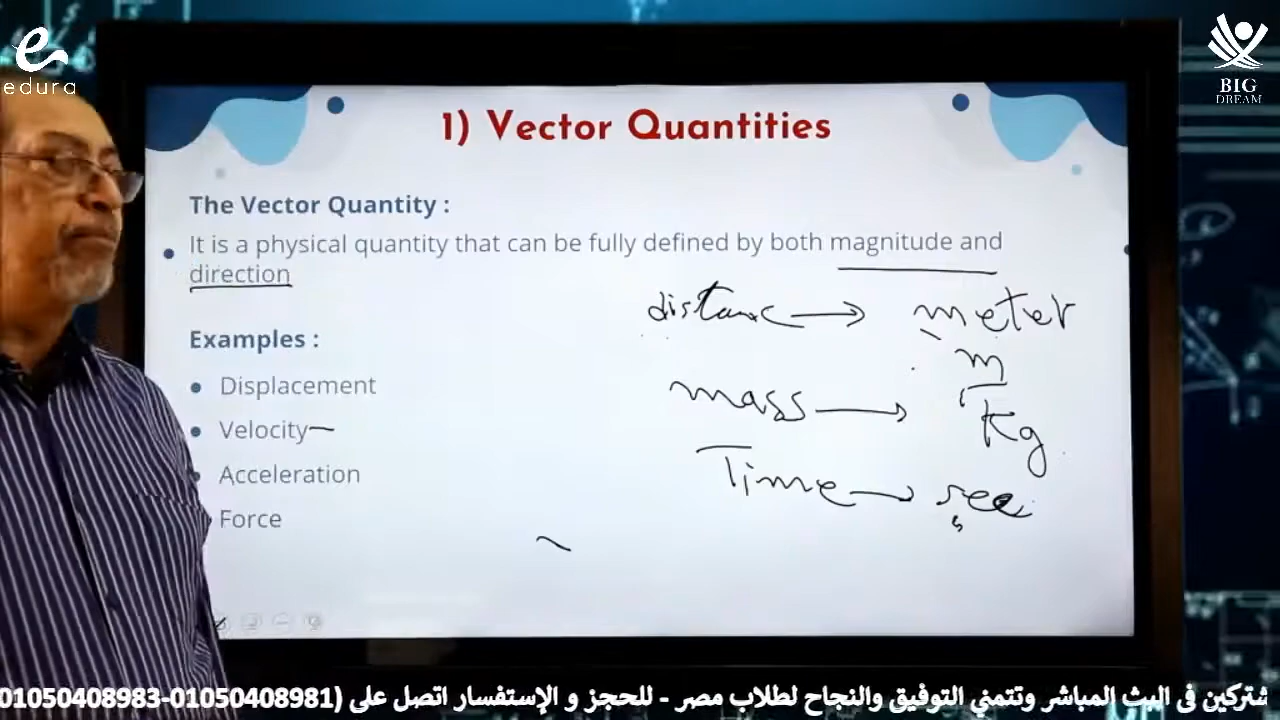 edura
BIG
DREAM
1) Vector Quantities
The Vector Quantity :
It is a physical quantity that can be fully defined by both magnitude and
direction
distance → meter
m
mass → Kg
Time → sec
s
Examples :
Displacement
Velocity
Acceleration
Force
شتركين فى البث المباشر وتتمني التوفيق والنجاح لطلاب مصر - للحجز و الإستفسار اتصل على (01050408981-01050408983